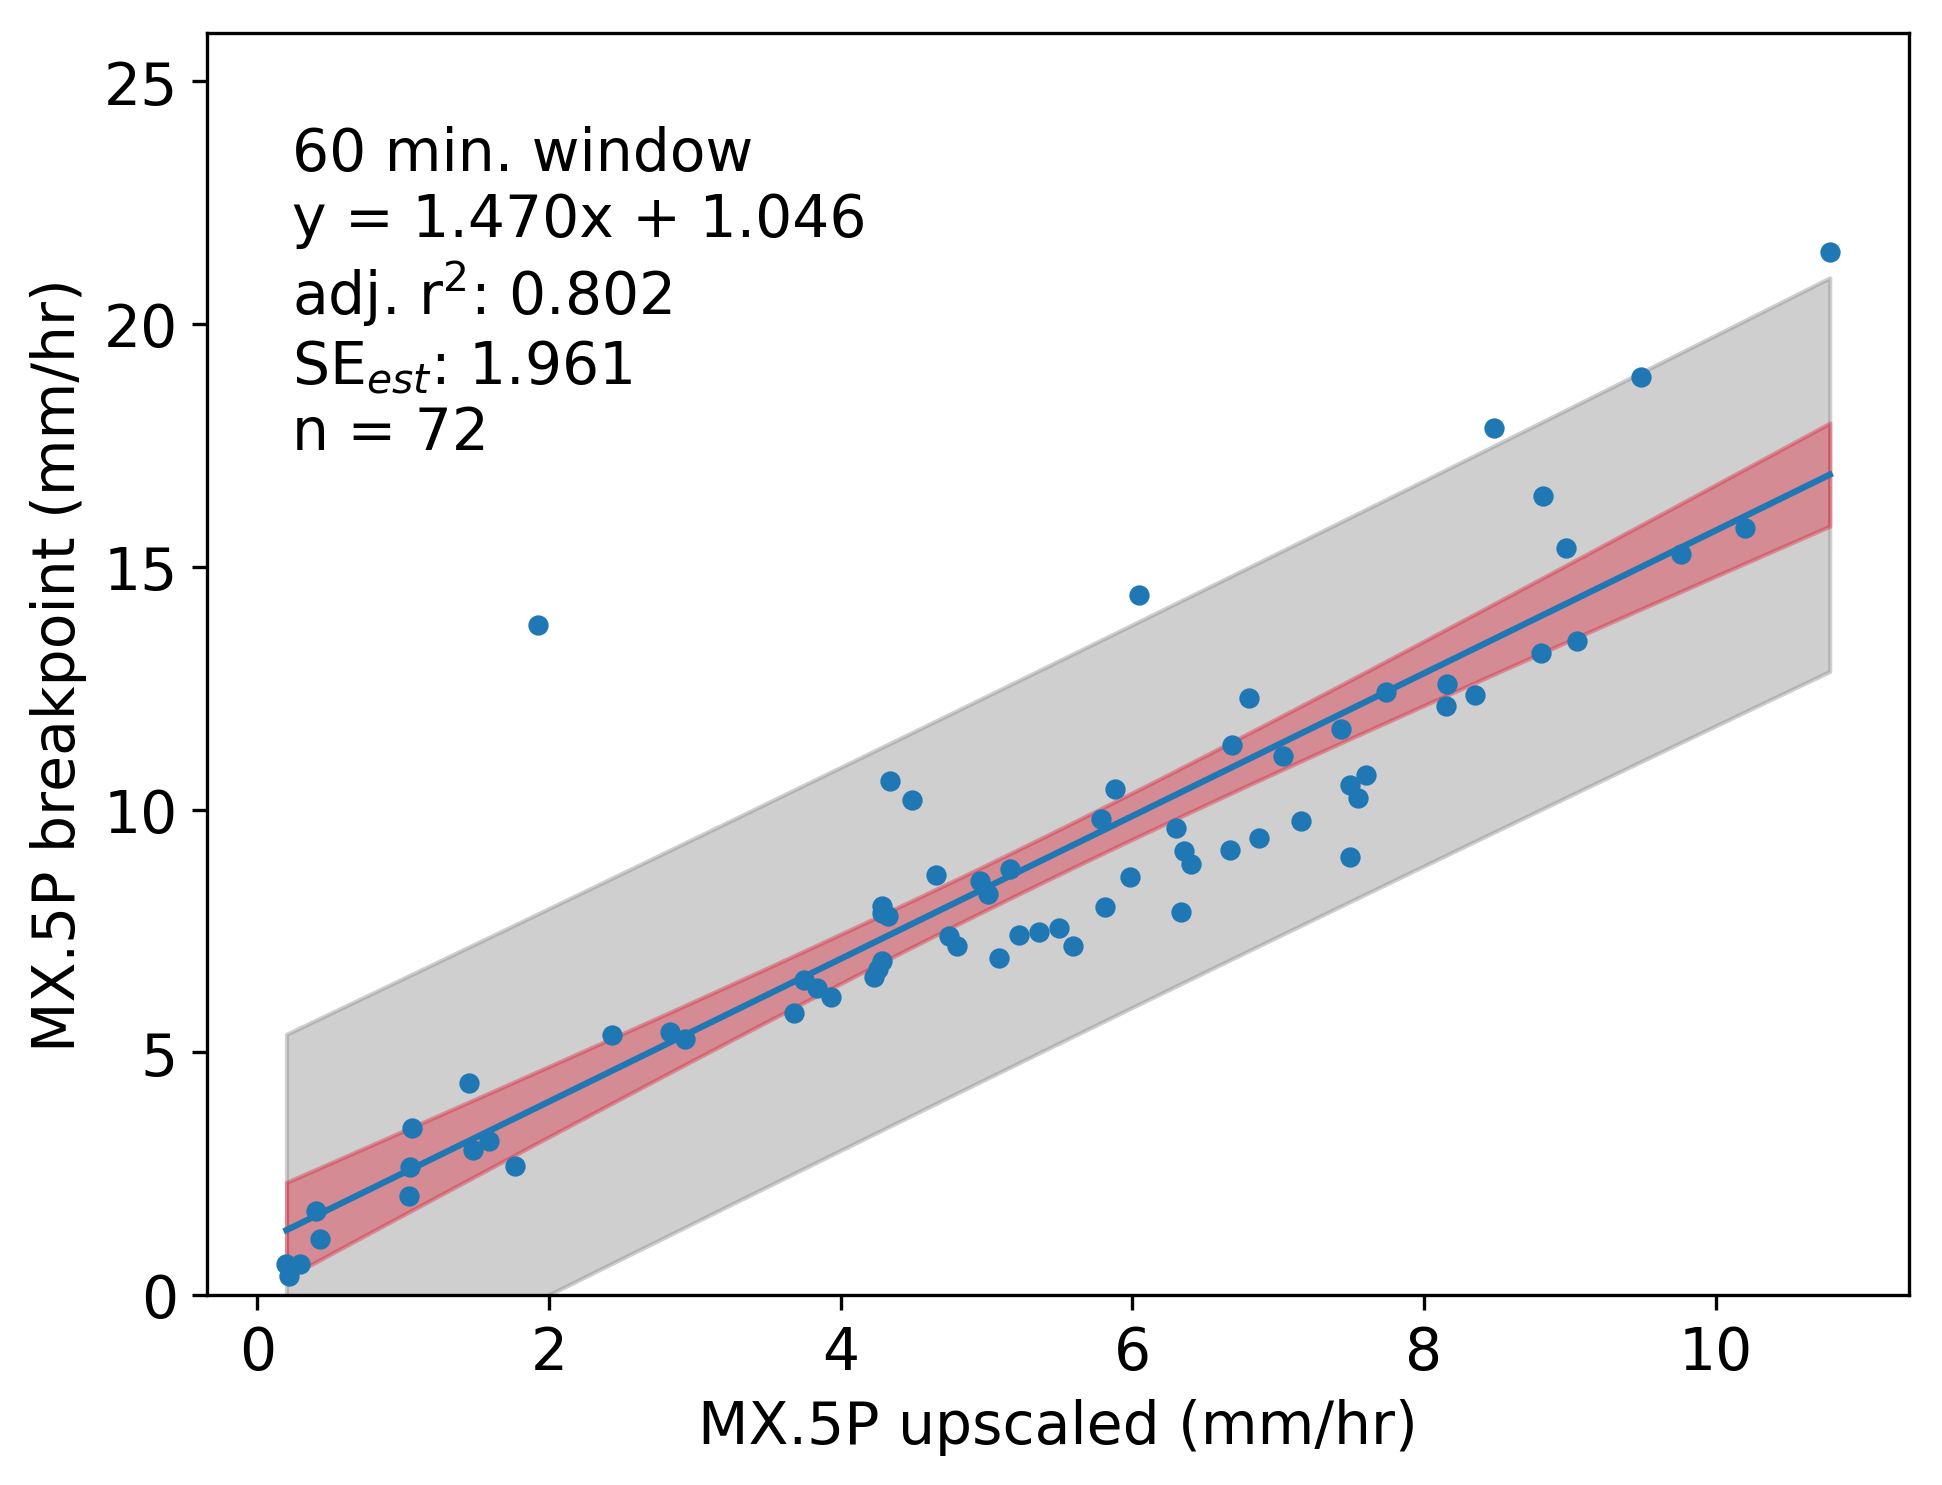 60 min. window
y = 1.470x + 1.046
adj. r²: 0.802
SEest: 1.961
n = 72
25
20
15
10
5
0
MX.5P breakpoint (mm/hr)
0 2 4 6 8 10
MX.5P upscaled (mm/hr)